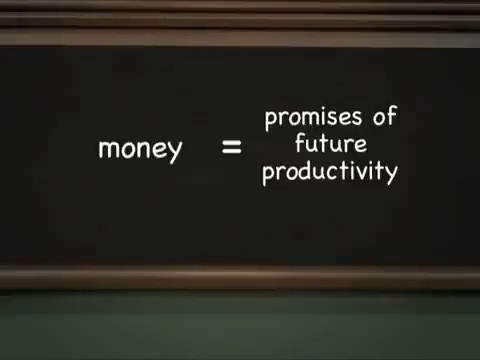 money = promises of
future
productivity